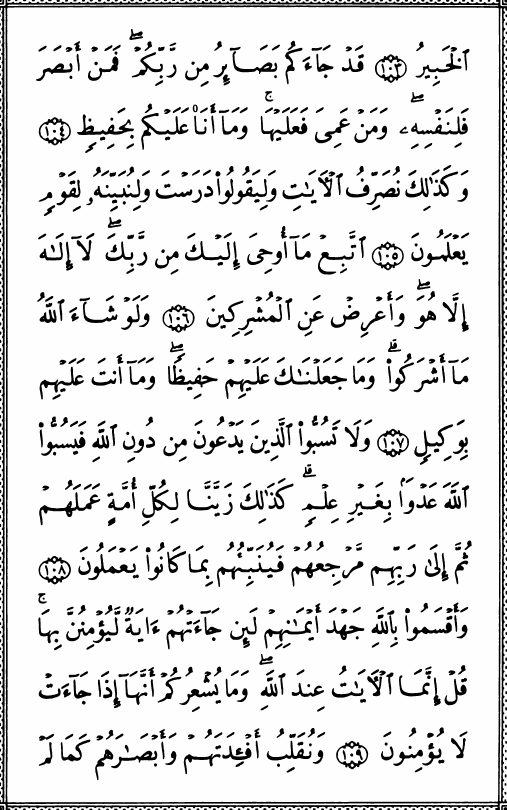 ٱلۡخَبِيرُ ١٠٣ قَدۡ جَآءَكُم بَصَآئِرُ مِن رَّبِّكُمۡۖ فَمَنۡ أَبۡصَرَ
فَلِنَفۡسِهِۦۖ وَمَنۡ عَمِيَ فَعَلَيۡهَاۚ وَمَآ أَنَا۠ عَلَيۡكُم بِحَفِيظٖ ١٠٤
وَكَذَٰلِكَ نُصَرِّفُ ٱلۡأٓيَٰتِ وَلِيَقُولُواْ دَرَسۡتَ وَلِنُبَيِّنَهُۥ لِقَوۡمٖ
يَعۡلَمُونَ ١٠٥ ٱتَّبِعۡ مَآ أُوحِيَ إِلَيۡكَ مِن رَّبِّكَۖ لَآ إِلَٰهَ
إِلَّا هُوَۖ وَأَعۡرِضۡ عَنِ ٱلۡمُشۡرِكِينَ ١٠٦ وَلَوۡ شَآءَ ٱللَّهُ
مَآ أَشۡرَكُواْۗ وَمَا جَعَلۡنَٰكَ عَلَيۡهِمۡ حَفِيظٗاۖ وَمَآ أَنتَ عَلَيۡهِم
بِوَكِيلٖ ١٠٧ وَلَا تَسُبُّواْ ٱلَّذِينَ يَدۡعُونَ مِن دُونِ ٱللَّهِ فَيَسُبُّواْ
ٱللَّهَ عَدۡوَۢا بِغَيۡرِ عِلۡمٖۗ كَذَٰلِكَ زَيَّنَّا لِكُلِّ أُمَّةٍ عَمَلَهُمۡ
ثُمَّ إِلَىٰ رَبِّهِم مَّرۡجِعُهُمۡ فَيُنَبِّئُهُم بِمَا كَانُواْ يَعۡمَلُونَ ١٠٨
وَأَقۡسَمُواْ بِٱللَّهِ جَهۡدَ أَيۡمَٰنِهِمۡ لَئِن جَآءَتۡهُمۡ ءَايَةٞ لَّيُؤۡمِنُنَّ بِهَاۚ
قُلۡ إِنَّمَا ٱلۡأٓيَٰتُ عِندَ ٱللَّهِۖ وَمَا يُشۡعِرُكُمۡ أَنَّهَآ إِذَا جَآءَتۡ
لَا يُؤۡمِنُونَ ١٠٩ وَنُقَلِّبُ أَفۡـِٔدَتَهُمۡ وَأَبۡصَٰرَهُمۡ كَمَا لَمۡ